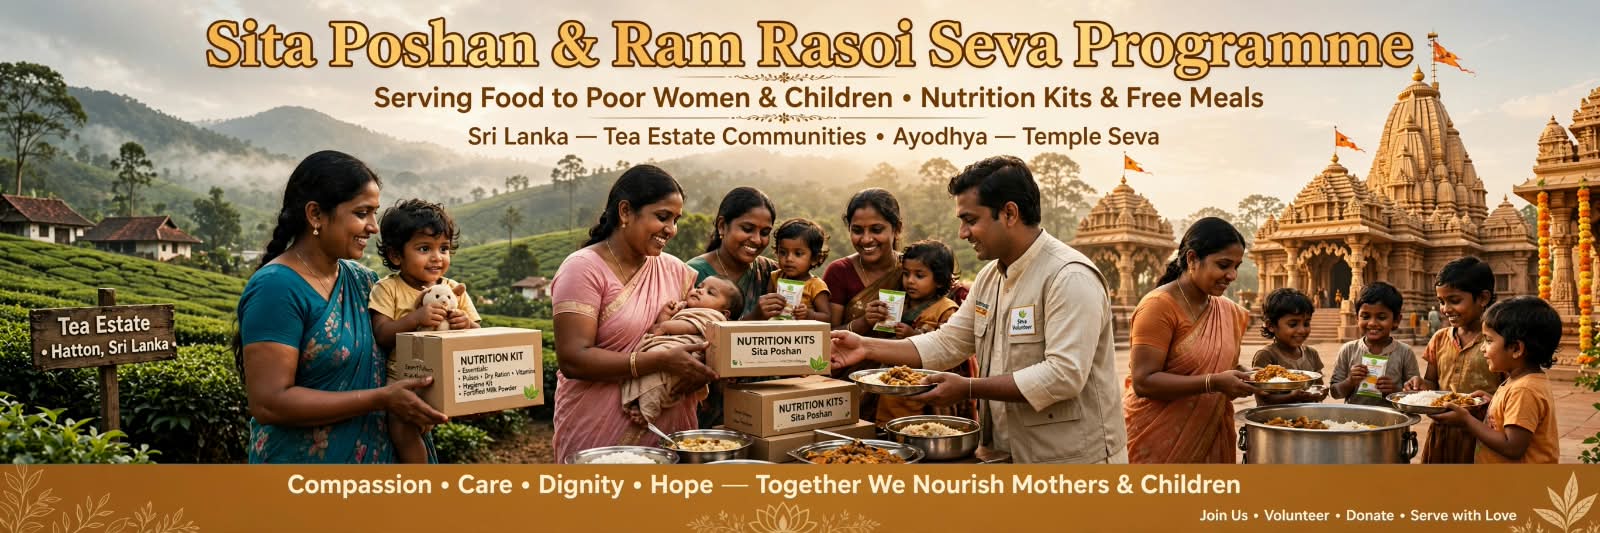 Sita Poshan & Ram Rasoi Seva Programme
Serving Food to Poor Women & Children • Nutrition Kits & Free Meals
Sri Lanka — Tea Estate Communities • Ayodhya — Temple Seva
Tea Estate
• Hatton, Sri Lanka •
NUTRITION KIT
• Essentials:
• Pulses • Dry Ration • Vitamins
• Hygiene Kit
• Fortified Milk Powder
NUTRITION KITS
Sita Poshan
NUTRITION KITS -
Sita Poshan
Seva
Volunteer
Compassion • Care • Dignity • Hope — Together We Nourish Mothers & Children
Join Us • Volunteer • Donate • Serve with Love